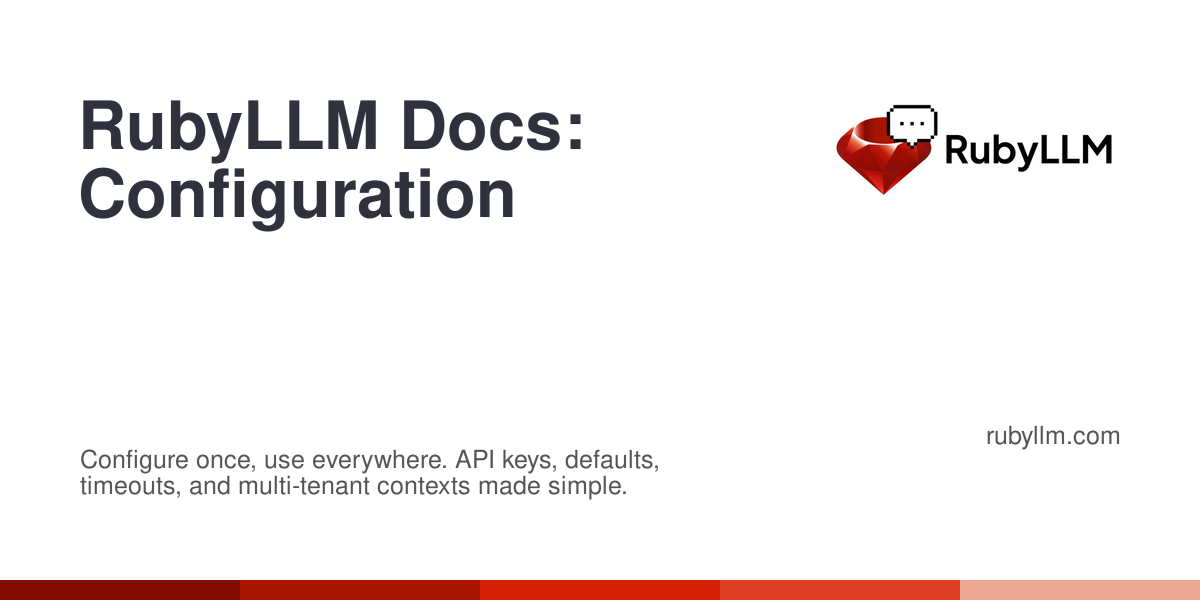 RubyLLM Docs:
Configuration
RubyLLM
Configure once, use everywhere. API keys, defaults,
timeouts, and multi-tenant contexts made simple.
rubyllm.com